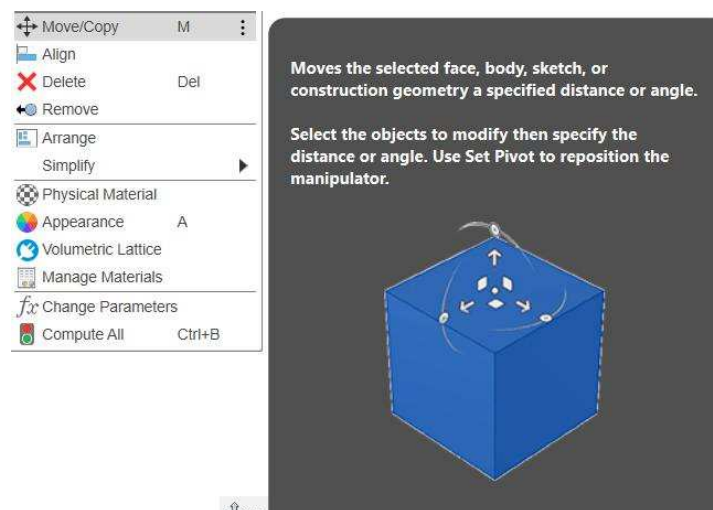 Move/Copy M
Align
Delete Del
Remove
Arrange
Simplify
Physical Material
Appearance A
Volumetric Lattice
Manage Materials
fx Change Parameters
Compute All Ctrl+B
Moves the selected face, body, sketch, or
construction geometry a specified distance or angle.
Select the objects to modify then specify the
distance or angle. Use Set Pivot to reposition the
manipulator.